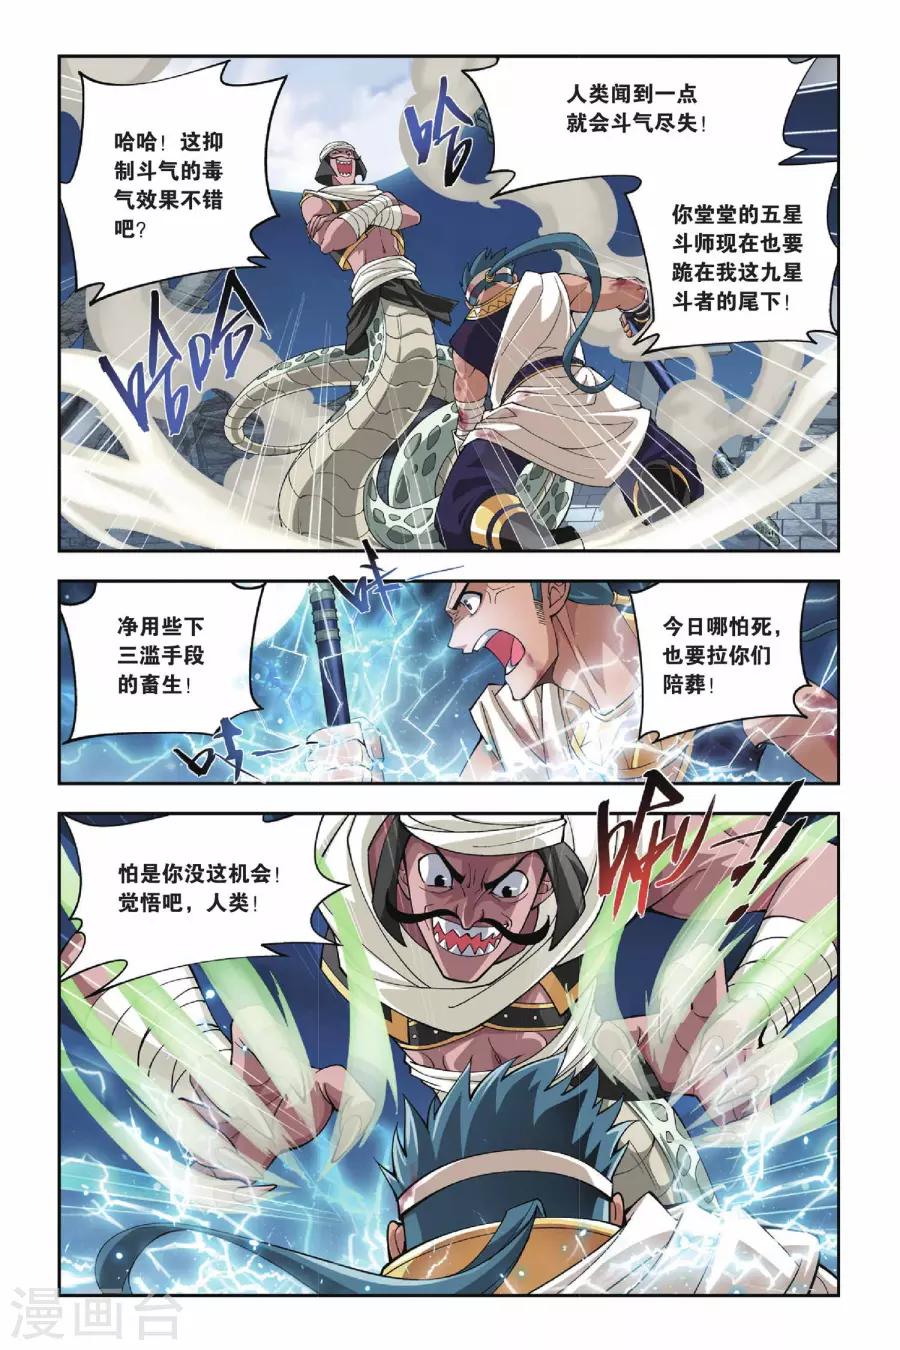 哈哈！这抑
制斗气的毒
气效果不错
吧？
人类闻到一点
就会斗气尽失！
你堂堂的五星
斗师现在也要
跪在我这九星
斗者的尾下！
哈
哈哈
净用些下
三滥手段
的畜生！
吱一
吱一
今日哪怕死，
也要拉你们
陪葬！
怕是你没这机会！
觉悟吧，人类！
漫画台